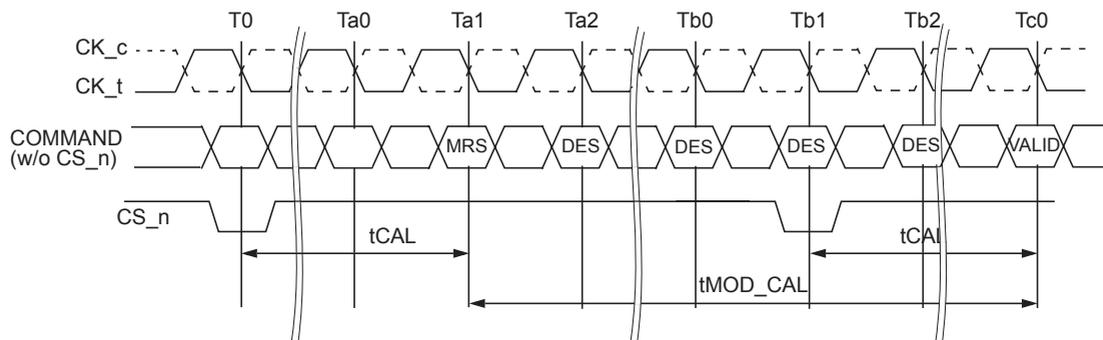 T0 Ta0 Ta1 Ta2 Tb0 Tb1 Tb2 Tc0
CK_c
CK_t
COMMAND
(w/o CS_n)
MRS DES DES DES DES VALID
CS_n
tCAL tCAL
tMOD_CAL